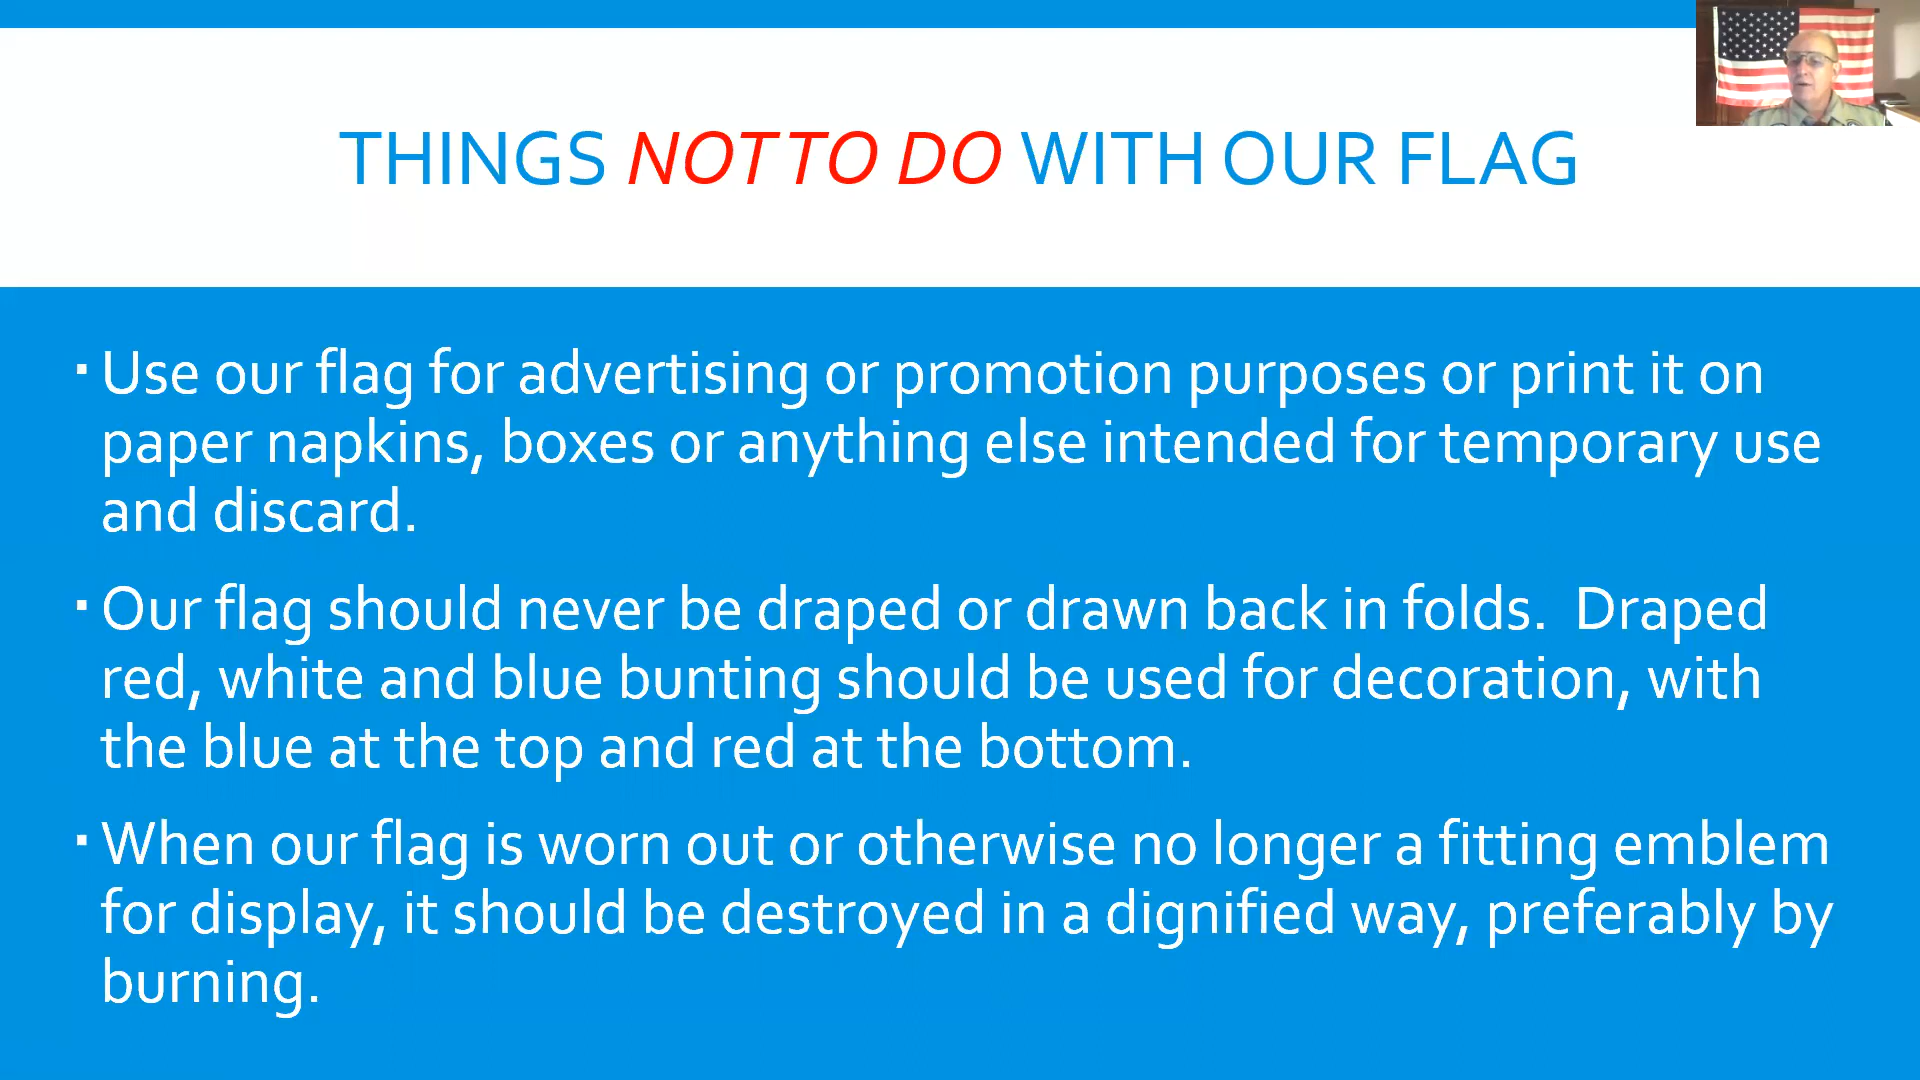 THINGS NOT TO DO WITH OUR FLAG
▪ Use our flag for advertising or promotion purposes or print it on
paper napkins, boxes or anything else intended for temporary use
and discard.
▪ Our flag should never be draped or drawn back in folds.  Draped
red, white and blue bunting should be used for decoration, with
the blue at the top and red at the bottom.
▪ When our flag is worn out or otherwise no longer a fitting emblem
for display, it should be destroyed in a dignified way, preferably by
burning.